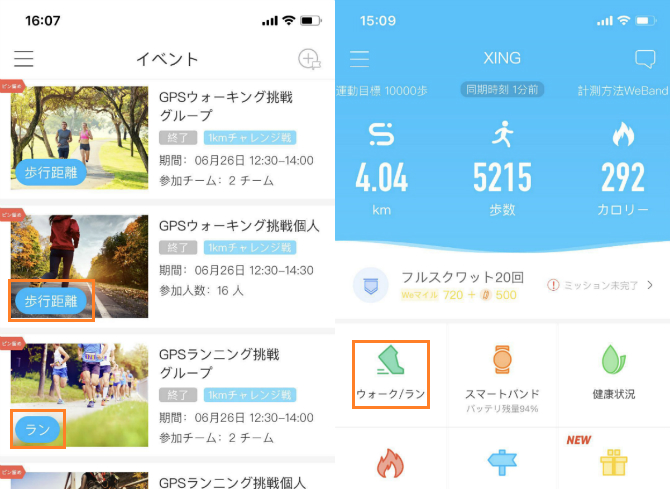 16:07
イベント
ピン留め
GPSウォーキング挑戦
グループ
終了 1kmチャレンジ戦
期間： 06月26日 12:30-14:00
参加チーム：2 チーム
歩行距離
ピン留め
GPSウォーキング挑戦個人
終了 1kmチャレンジ戦
期間： 06月26日 12:30-14:30
参加人数：16 人
歩行距離
ピン留め
GPSランニング挑戦
グループ
終了 1kmチャレンジ戦
期間： 06月26日 12:30-14:00
参加チーム：2 チーム
ラン
ピン留め
GPSランニング挑戦個人
15:09
XING
運動目標 10000歩
同期時刻 1分前
計測方法WeBand
4.04
km
5215
歩数
292
カロリー
フルスクワット20回
Weマイル 720 + 500
ミッション未完了
ウォーク/ラン
スマートバンド
バッテリ残量94%
健康状況
NEW